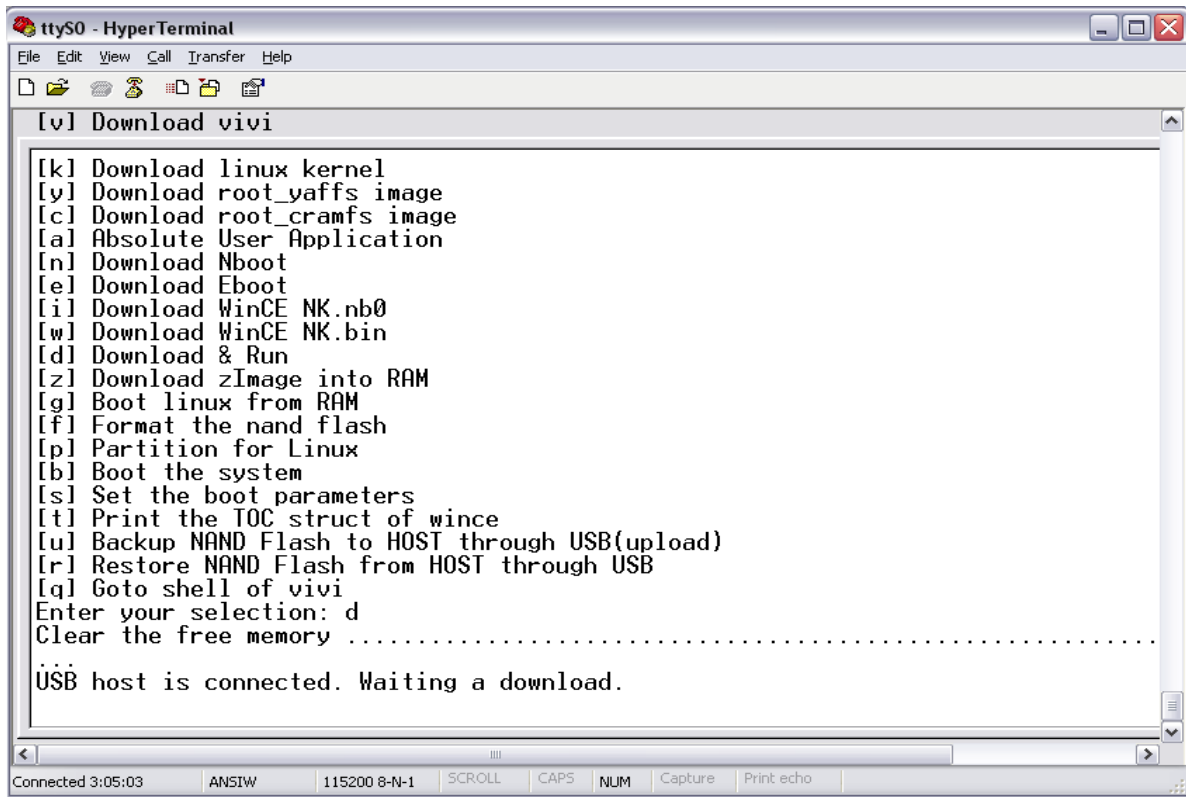 ttyS0 - HyperTerminal
File Edit View Call Transfer Help
[v] Download vivi
[k] Download linux kernel
[y] Download root_yaffs image
[c] Download root_cramfs image
[a] Absolute User Application
[n] Download Nboot
[e] Download Eboot
[i] Download WinCE NK.nb0
[w] Download WinCE NK.bin
[d] Download & Run
[z] Download zImage into RAM
[g] Boot linux from RAM
[f] Format the nand flash
[p] Partition for Linux
[b] Boot the system
[s] Set the boot parameters
[t] Print the TOC struct of wince
[u] Backup NAND Flash to HOST through USB(upload)
[r] Restore NAND Flash from HOST through USB
[q] Goto shell of vivi
Enter your selection: d
Clear the free memory ............................................................
...
USB host is connected. Waiting a download.
Connected 3:05:03 ANSIW 115200 8-N-1 SCROLL CAPS NUM Capture Print echo